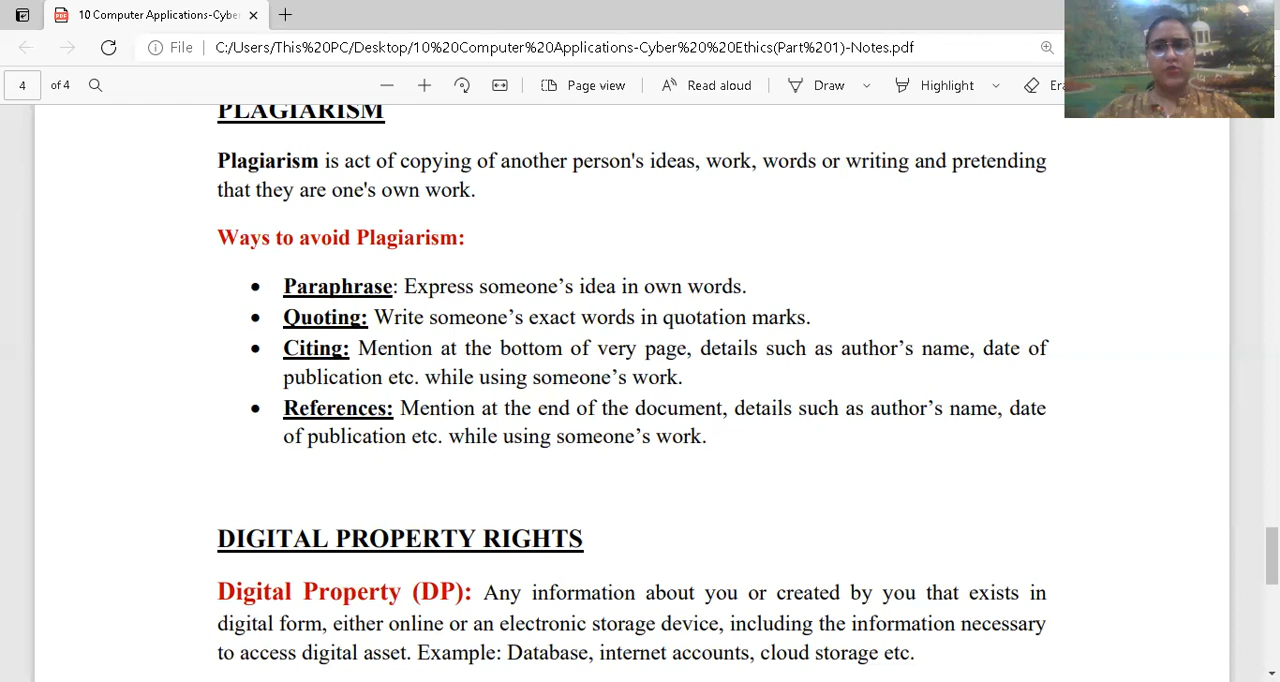 10 Computer Applications-Cyber
File
C:/Users/This%20PC/Desktop/10%20Computer%20Applications-Cyber%20%20Ethics(Part%201)-Notes.pdf
4 of 4
Page view
Read aloud
Draw
Highlight
Era
PLAGIARISM
Plagiarism is act of copying of another person's ideas, work, words or writing and pretending
that they are one's own work.
Ways to avoid Plagiarism:
• Paraphrase: Express someone’s idea in own words.
• Quoting: Write someone’s exact words in quotation marks.
• Citing: Mention at the bottom of very page, details such as author’s name, date of
publication etc. while using someone’s work.
• References: Mention at the end of the document, details such as author’s name, date
of publication etc. while using someone’s work.
DIGITAL PROPERTY RIGHTS
Digital Property (DP): Any information about you or created by you that exists in
digital form, either online or an electronic storage device, including the information necessary
to access digital asset. Example: Database, internet accounts, cloud storage etc.